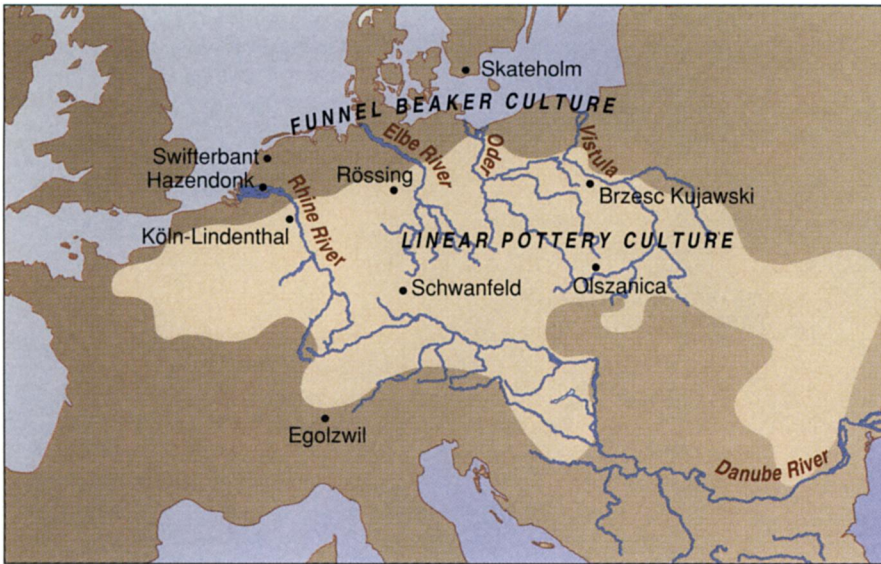 Skateholm
FUNNEL BEAKER CULTURE
Elbe River
Oder
Vistula
Swifterbant
Hazendonk
Rhine River
Rössing
Brzesc Kujawski
Köln-Lindenthal
LINEAR POTTERY CULTURE
Schwanfeld
Olszanica
Egolzwil
Danube River